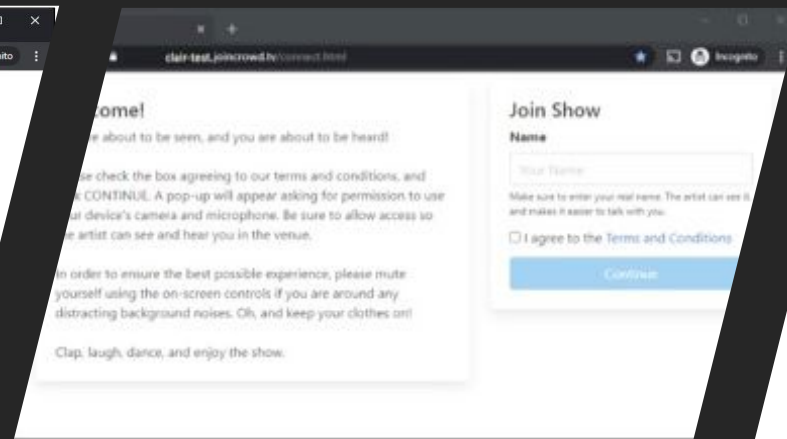 ito
clair-test.joincrowd.tv/connect.html
Incognito
come!
e about to be seen, and you are about to be heard!
se check the box agreeing to our terms and conditions, and
CONTINUE. A pop-up will appear asking for permission to use
ur device's camera and microphone. Be sure to allow access so
e artist can see and hear you in the venue.
In order to ensure the best possible experience, please mute
yourself using the on-screen controls if you are around any
distracting background noises. Oh, and keep your clothes on!
Clap, laugh, dance, and enjoy the show.
Join Show
Name
Your Name
Make sure to enter your real name. The artist can see it
and makes it easier to talk with you.
I agree to the Terms and Conditions
Continue